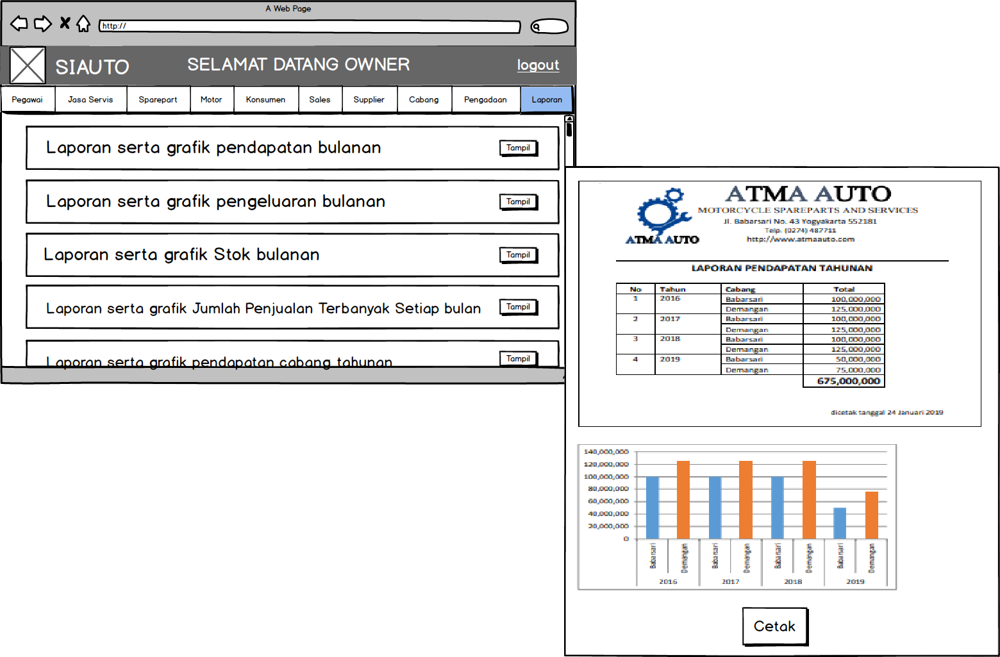 A Web Page
http://
SIAUTO
SELAMAT DATANG OWNER
logout
Pegawai Jasa Servis Sparepart Motor Konsumen Sales Supplier Cabang Pengadaan Laporan
Laporan serta grafik pendapatan bulanan Tampil
Laporan serta grafik pengeluaran bulanan Tampil
Laporan serta grafik Stok bulanan Tampil
Laporan serta grafik Jumlah Penjualan Terbanyak Setiap bulan Tampil
Laporan serta grafik pendapatan cabang tahunan Tampil
ATMA AUTO
ATMA AUTO
MOTORCYCLE SPAREPARTS AND SERVICES
Jl. Babarsari No. 43 Yogyakarta 552181
Telp. (0274) 487711
http://www.atmaauto.com
LAPORAN PENDAPATAN TAHUNAN
No Tahun Cabang Total
1 2016 Babarsari 100,000,000
Demangan 125,000,000
2 2017 Babarsari 100,000,000
Demangan 125,000,000
3 2018 Babarsari 100,000,000
Demangan 125,000,000
4 2019 Babarsari 50,000,000
Demangan 75,000,000
675,000,000
dicetak tanggal 24 Januari 2019
140,000,000
120,000,000
100,000,000
80,000,000
60,000,000
40,000,000
20,000,000
0
Babarsari Demangan Babarsari Demangan Babarsari Demangan Babarsari Demangan
2016 2017 2018 2019
Cetak